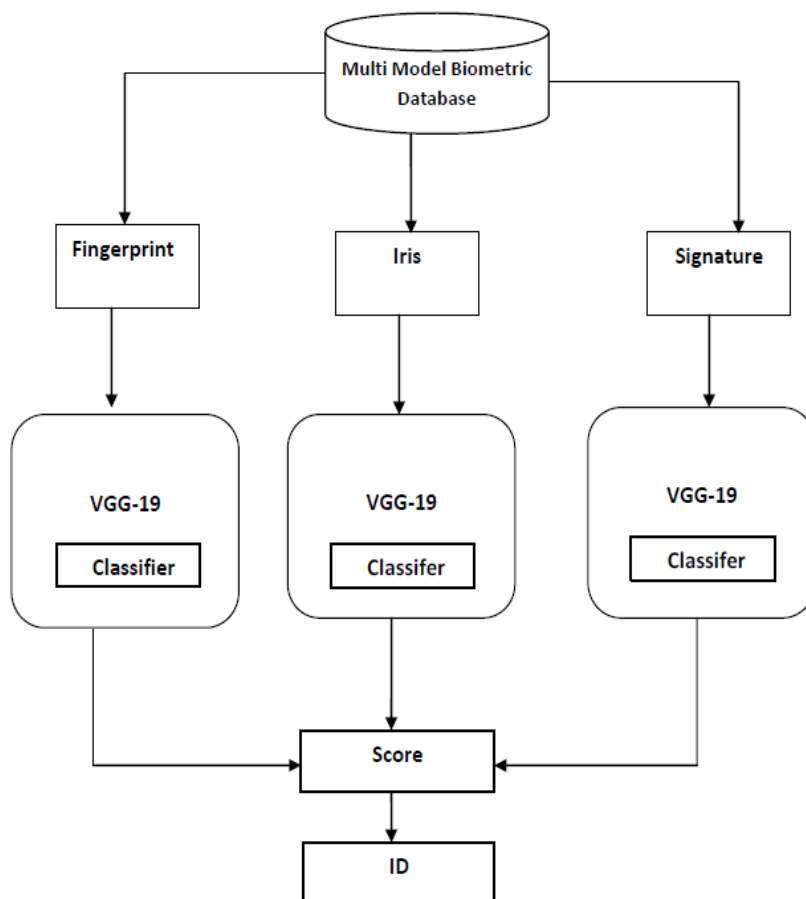 Multi Model Biometric
Database
Fingerprint
Iris
Signature
VGG-19
VGG-19
VGG-19
Classifier
Classifer
Classifer
Score
ID